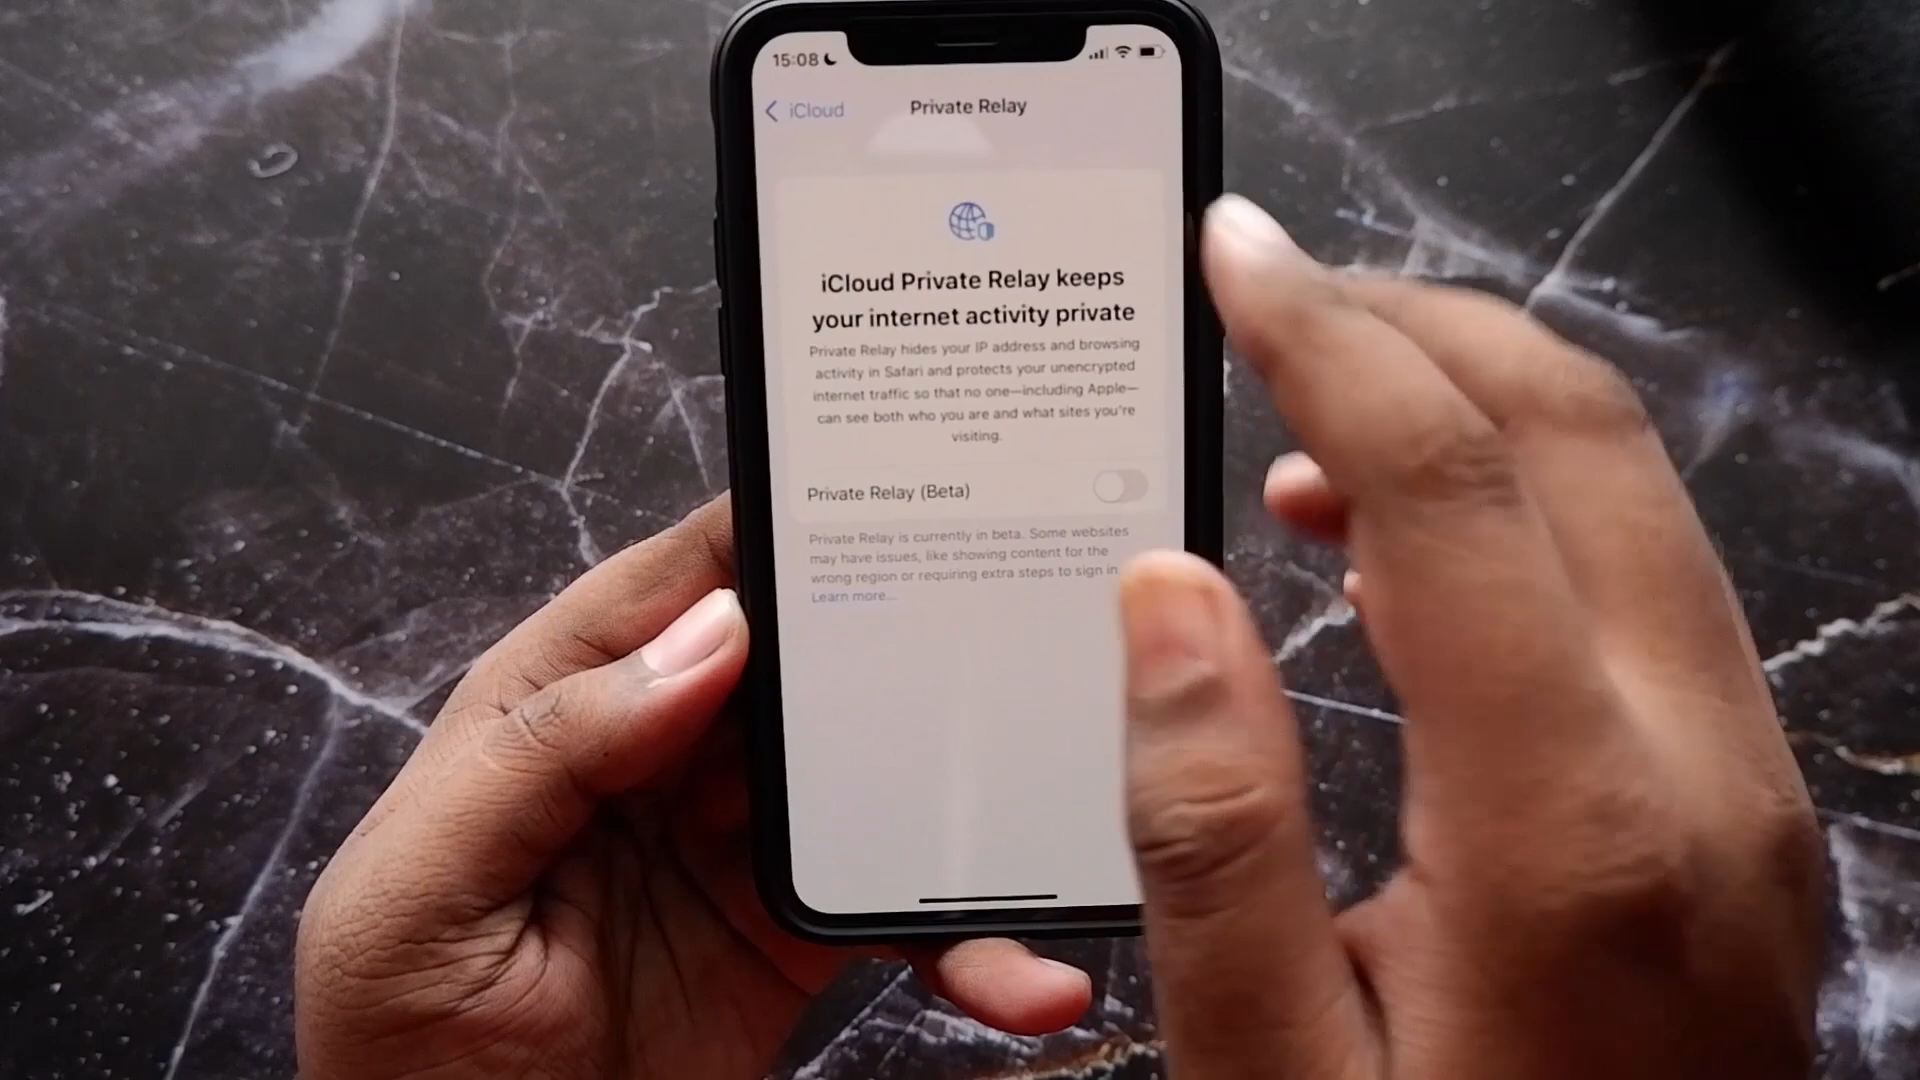 15:08
iCloud
Private Relay
iCloud Private Relay keeps
your internet activity private
Private Relay hides your IP address and browsing
activity in Safari and protects your unencrypted
internet traffic so that no one—including Apple—
can see both who you are and what sites you're
visiting.
Private Relay (Beta)
Private Relay is currently in beta. Some websites
may have issues, like showing content for the
wrong region or requiring extra steps to sign in.
Learn more...